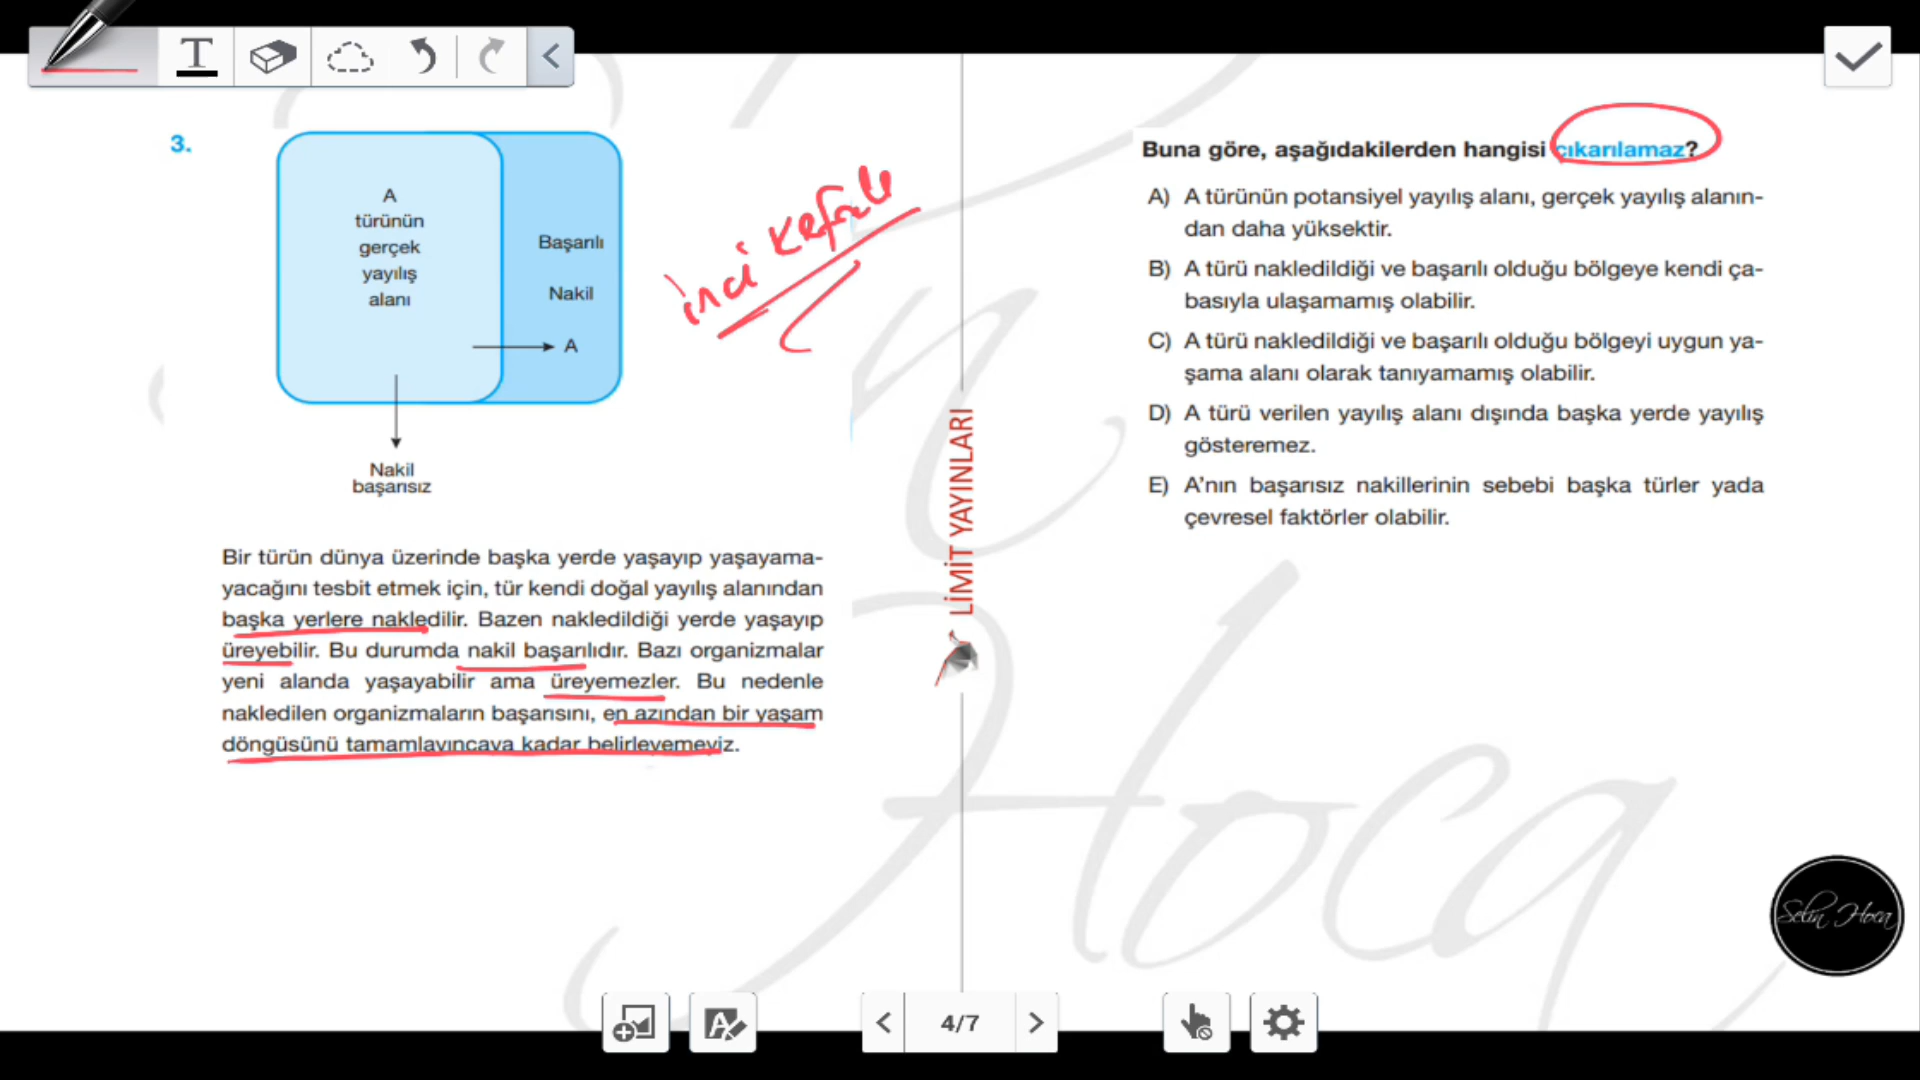 3.
A
türünün
gerçek
yayılış
alanı
Başarılı
Nakil
A
Nakil
başarısız
inci kefali
Bir türün dünya üzerinde başka yerde yaşayıp yaşayama-
yacağını tesbit etmek için, tür kendi doğal yayılış alanından
başka yerlere nakledilir. Bazen nakledildiği yerde yaşayıp
üreyebilir. Bu durumda nakil başarılıdır. Bazı organizmalar
yeni alanda yaşayabilir ama üreyemezler. Bu nedenle
nakledilen organizmaların başarısını, en azından bir yaşam
döngüsünü tamamlayıncaya kadar belirleyemeyiz.
LİMİT YAYINLARI
Buna göre, aşağıdakilerden hangisi çıkarılamaz?
A) A türünün potansiyel yayılış alanı, gerçek yayılış alanın-
dan daha yüksektir.
B) A türü nakledildiği ve başarılı olduğu bölgeye kendi ça-
basıyla ulaşamamış olabilir.
C) A türü nakledildiği ve başarılı olduğu bölgeyi uygun ya-
şama alanı olarak tanıyamamış olabilir.
D) A türü verilen yayılış alanı dışında başka yerde yayılış
gösteremez.
E) A'nın başarısız nakillerinin sebebi başka türler yada
çevresel faktörler olabilir.
Hoca
Selin Hoca
4/7